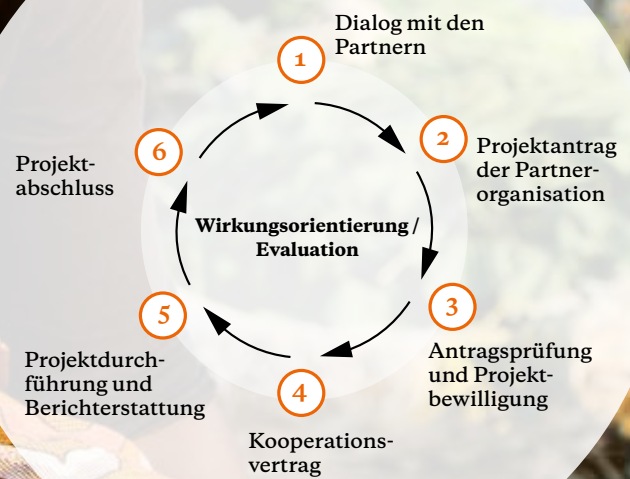 1
Dialog mit den
Partnern
2
Projektantrag
der Partner-
organisation
3
Antragsprüfung
und Projekt-
bewilligung
4
Kooperations-
vertrag
5
Projektdurch-
führung und
Berichterstattung
6
Projekt-
abschluss
Wirkungsorientierung /
Evaluation